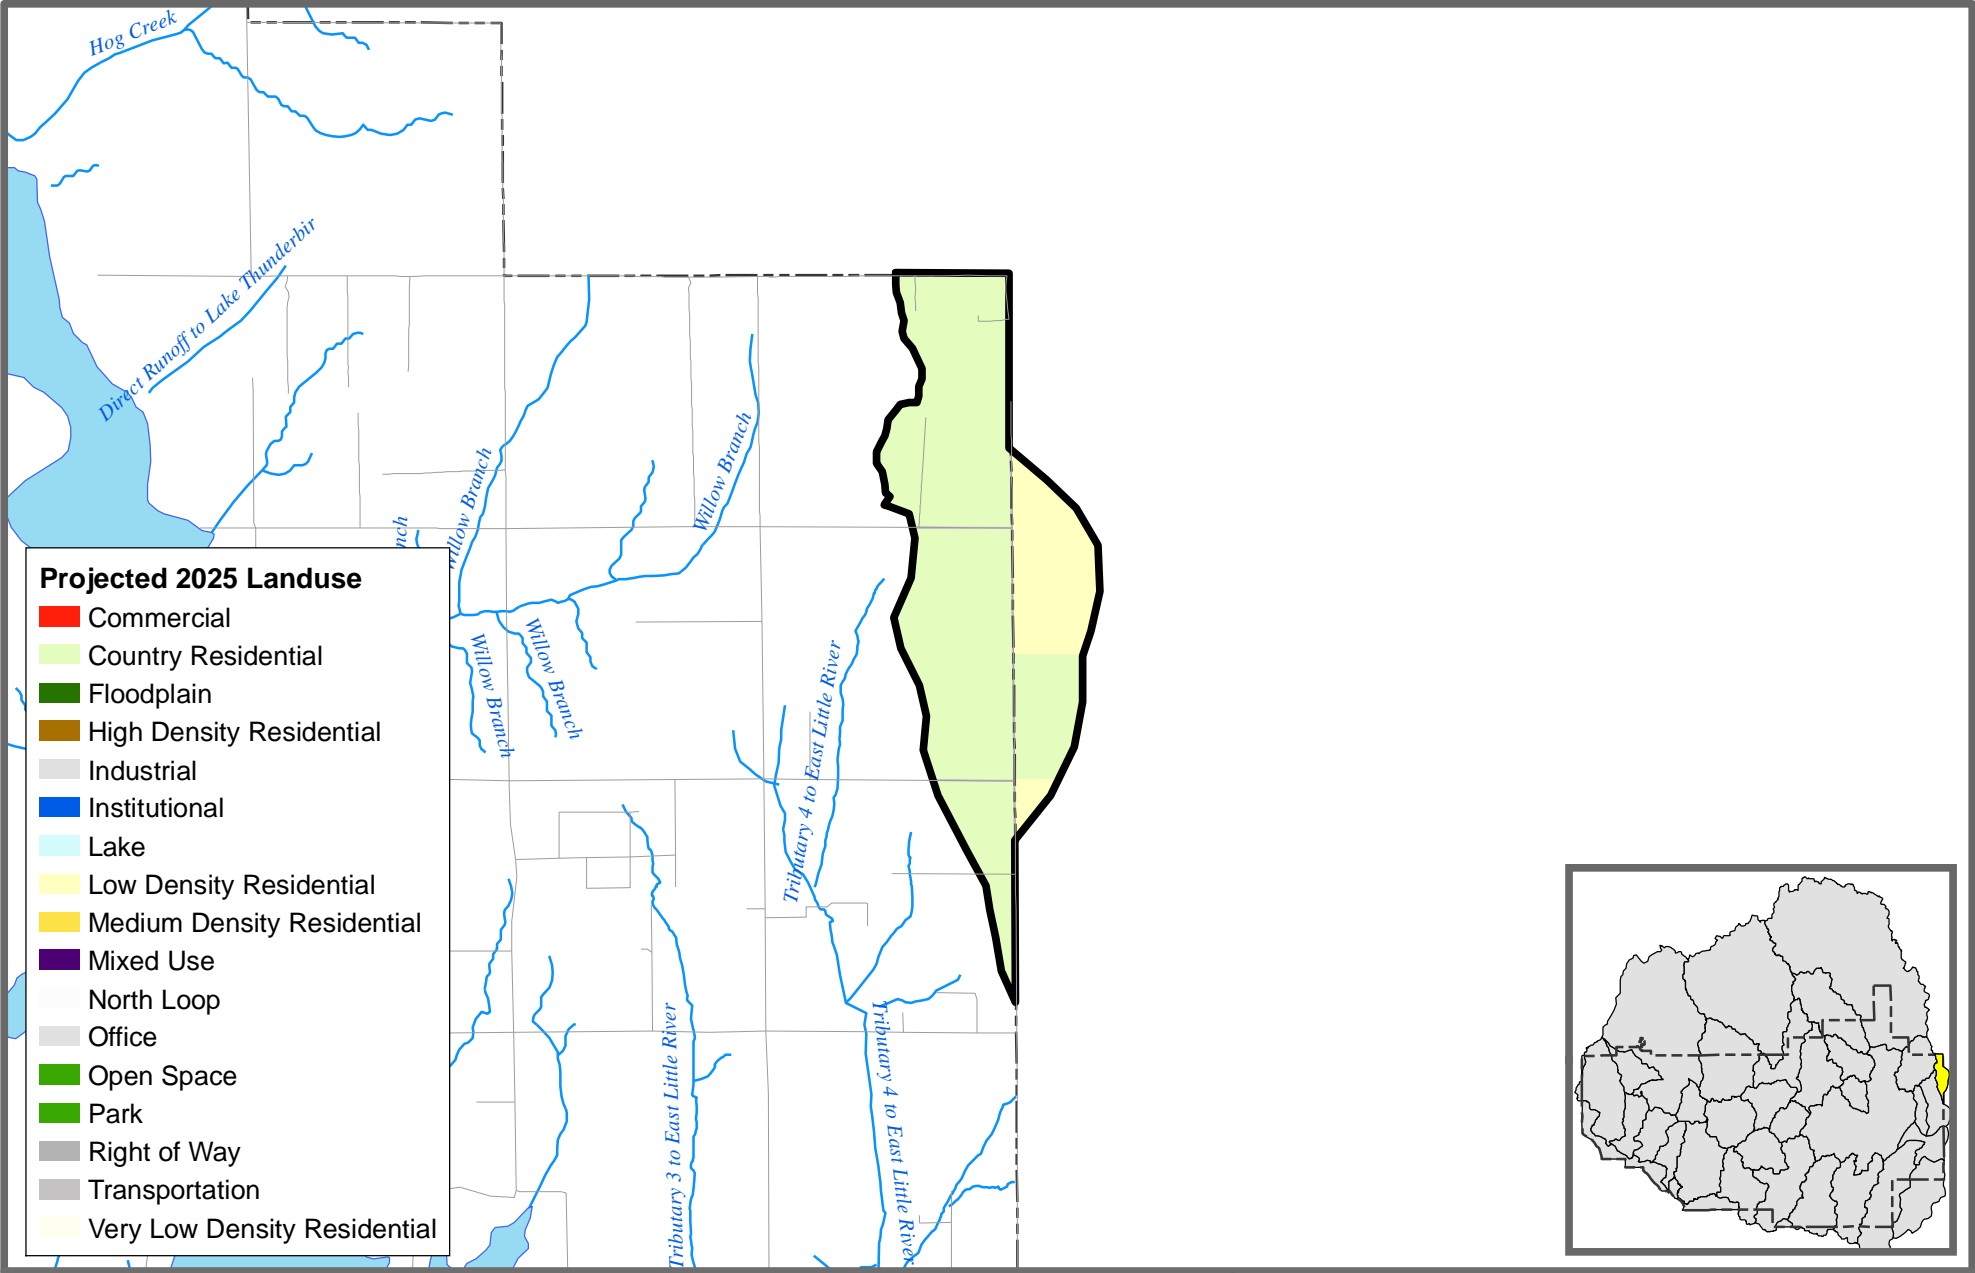 Hog Creek
Direct Runoff to Lake Thunderbir
Willow Branch
Willow Branch
nch
Willow Branch
Willow Branch
Tributary 4 to East Little River
Tributary 3 to East Little River
Tributary 4 to East Little River
Projected 2025 Landuse
Commercial
Country Residential
Floodplain
High Density Residential
Industrial
Institutional
Lake
Low Density Residential
Medium Density Residential
Mixed Use
North Loop
Office
Open Space
Park
Right of Way
Transportation
Very Low Density Residential